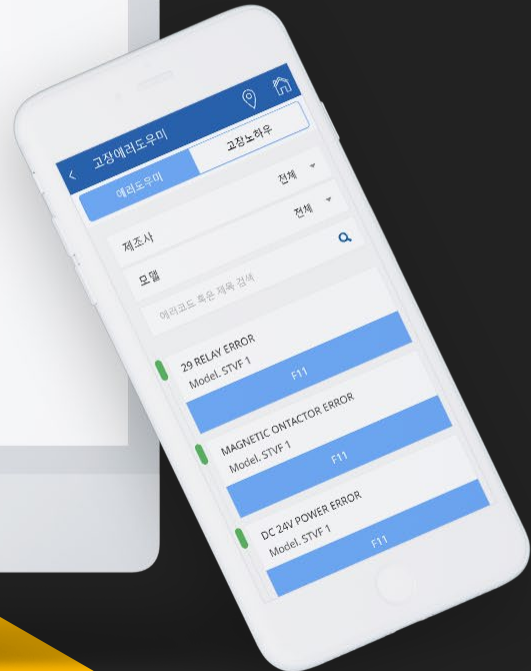 고장에러도우미
에러도우미
고장노하우
제조사
전체
모델
전체
에러코드 혹은 제목 검색
29 RELAY ERROR
Model. STVF 1
F11
MAGNETIC ONTACTOR ERROR
Model. STVF 1
F11
DC 24V POWER ERROR
Model. STVF 1
F11